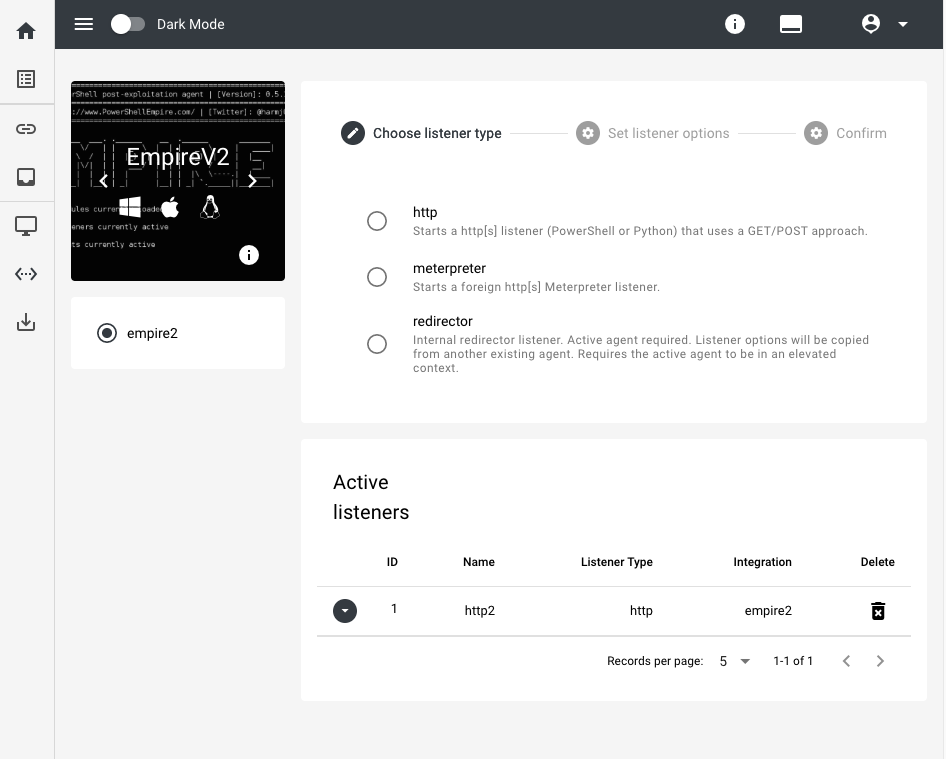 Dark Mode
rShell post-exploitation agent | [Version]: 0.5.
://www.PowerShellEmpire.com/ | [Twitter]: @harmj
EmpireV2
ules currently loaded
eners currently active
ts currently active
empire2
Choose listener type
Set listener options
Confirm
http
Starts a http[s] listener (PowerShell or Python) that uses a GET/POST approach.
meterpreter
Starts a foreign http[s] Meterpreter listener.
redirector
Internal redirector listener. Active agent required. Listener options will be copied
from another existing agent. Requires the active agent to be in an elevated
context.
Active
listeners
ID Name Listener Type Integration Delete
1 http2 http empire2
Records per page: 5 1-1 of 1